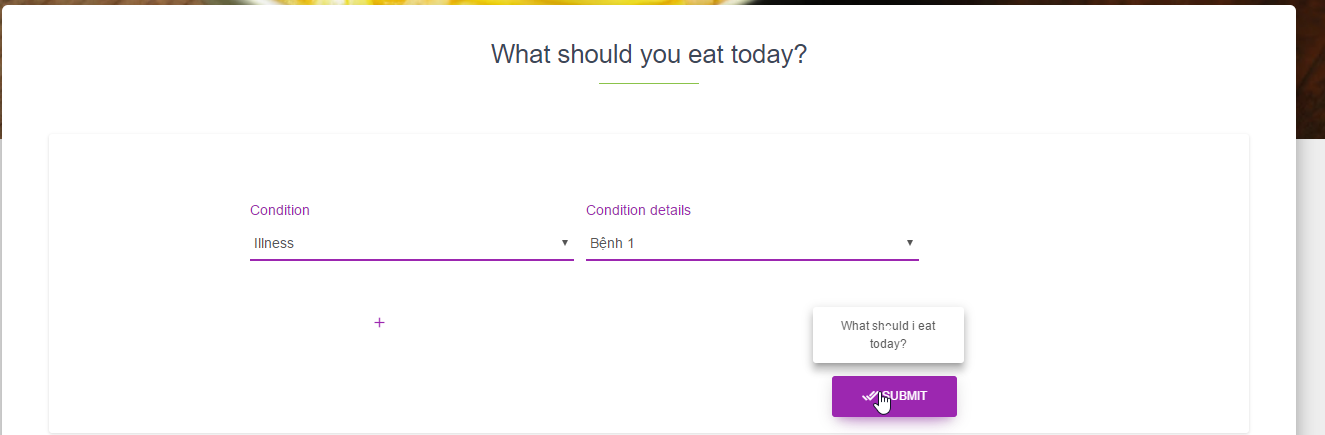 What should you eat today?
Condition
Condition details
Illness
Bệnh 1
+
What should i eat
today?
SUBMIT